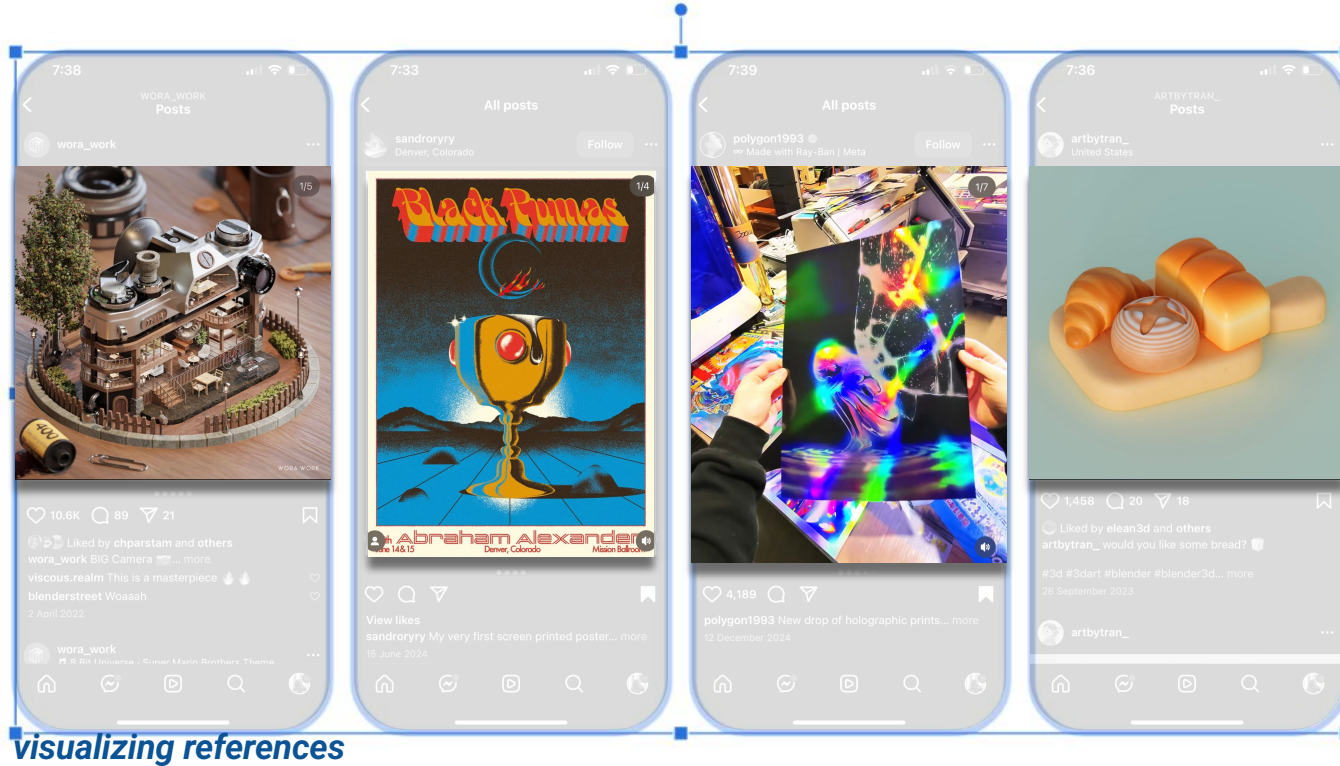 7:38
WORA_WORK
Posts
wora_work
1/5
400
WORA WORK
10.6K 89 21
Liked by chparstam and others
wora_work BIG Camera 📷... more
viscous.realm This is a masterpiece 🔥🔥
blenderstreet Woaaah
2 April 2022
wora_work
8 Bit Universe · Super Mario Brothers Theme
7:33
All posts
sandroryry
Denver, Colorado
Follow
1/4
Black Pumas
Abraham Alexander
June 14 & 15 Denver, Colorado Mission Ballroom
View likes
sandroryry My very first screen printed poster... more
15 June 2024
7:39
All posts
polygon1993
Made with Ray-Ban | Meta
Follow
1/7
4,189
polygon1993 New drop of holographic prints... more
12 December 2024
7:36
ARTBYTRAN_
Posts
artbytran_
United States
1,458 20 18
Liked by elean3d and others
artbytran_ would you like some bread? 🍞
#3d #3dart #blender #blender3d... more
28 September 2023
artbytran_
visualizing references